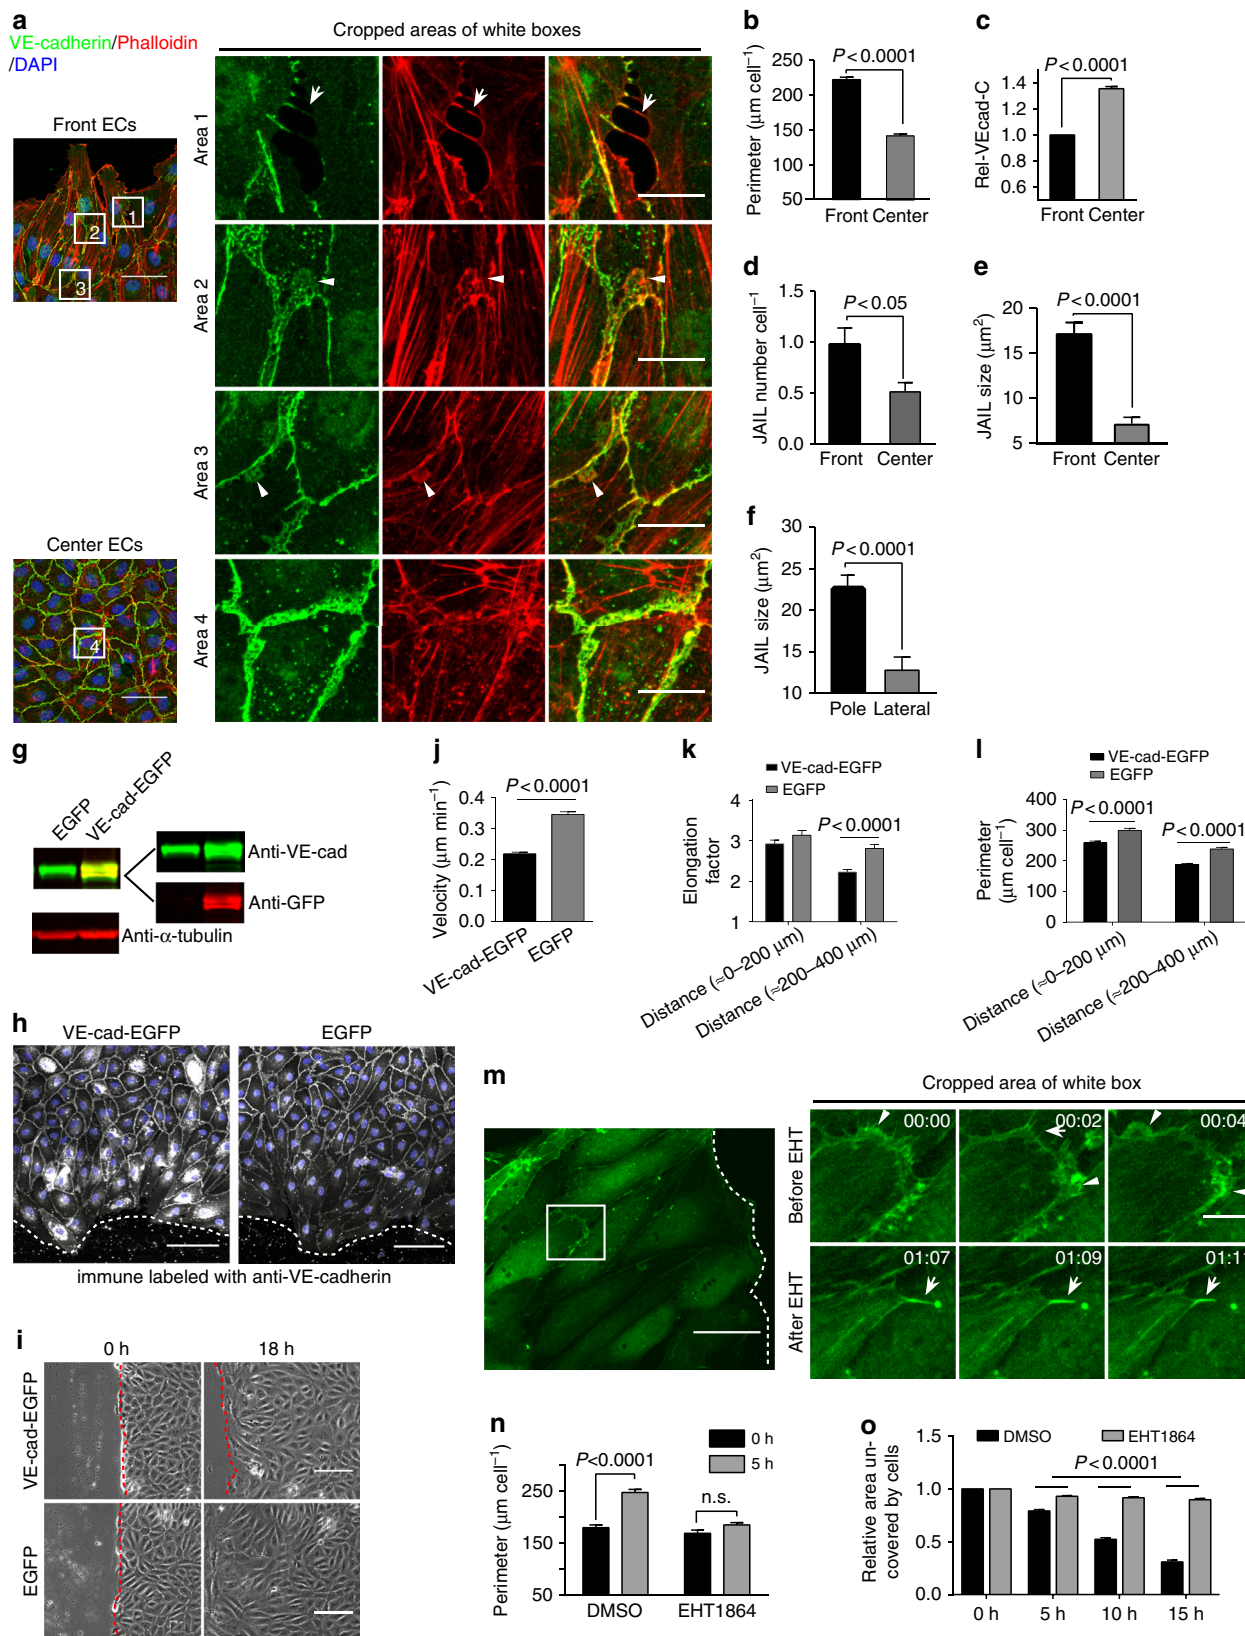 a
VE-cadherin/Phalloidin
/DAPI
Cropped areas of white boxes
Front ECs
1
2
3
Area 1
Area 2
Area 3
Area 4
Center ECs
4
b
P < 0.0001
Perimeter (μm cell⁻¹)
250
200
150
100
50
Front Center
c
P < 0.0001
Rel-VEcad-C
1.4
1.2
1.0
0.8
0.6
Front Center
d
P < 0.05
JAIL number cell⁻¹
1.5
1.0
0.5
0.0
Front Center
e
P < 0.0001
JAIL size (μm²)
20
15
10
5
Front Center
f
P < 0.0001
JAIL size (μm²)
30
25
20
15
10
Pole Lateral
g
EGFP
VE-cad-EGFP
Anti-VE-cad
Anti-GFP
Anti-α-tubulin
h
VE-cad-EGFP EGFP
immune labeled with anti-VE-cadherin
i
0 h 18 h
VE-cad-EGFP
EGFP
j
P < 0.0001
Velocity (μm min⁻¹)
0.4
0.3
0.2
0.1
0.0
VE-cad-EGFP
EGFP
k
VE-cad-EGFP
EGFP
P < 0.0001
Elongation
factor
4
3
2
1
Distance (≈0–200 μm)
Distance (≈200–400 μm)
l
VE-cad-EGFP
EGFP
P < 0.0001
P < 0.0001
Perimeter
(μm cell⁻¹)
400
300
200
100
0
Distance (≈0–200 μm)
Distance (≈200–400 μm)
m
Cropped area of white box
Before EHT
00:00 00:02 00:04
After EHT
01:07 01:09 01:11
n
0 h
5 h
P<0.0001
n.s.
Perimeter (μm cell⁻¹)
250
150
50
DMSO EHT1864
o
DMSO EHT1864
P < 0.0001
Relative area un-
covered by cells
1.5
1.0
0.5
0.0
0 h 5 h 10 h 15 h